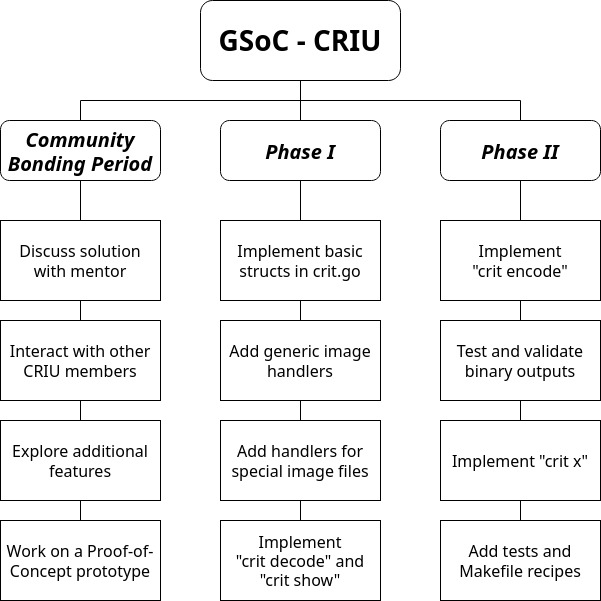 GSoC - CRIU
Community
Bonding Period
Discuss solution
with mentor
Interact with other
CRIU members
Explore additional
features
Work on a Proof-of-
Concept prototype
Phase I
Implement basic
structs in crit.go
Add generic image
handlers
Add handlers for
special image files
Implement
"crit decode" and
"crit show"
Phase II
Implement
"crit encode"
Test and validate
binary outputs
Implement "crit x"
Add tests and
Makefile recipes